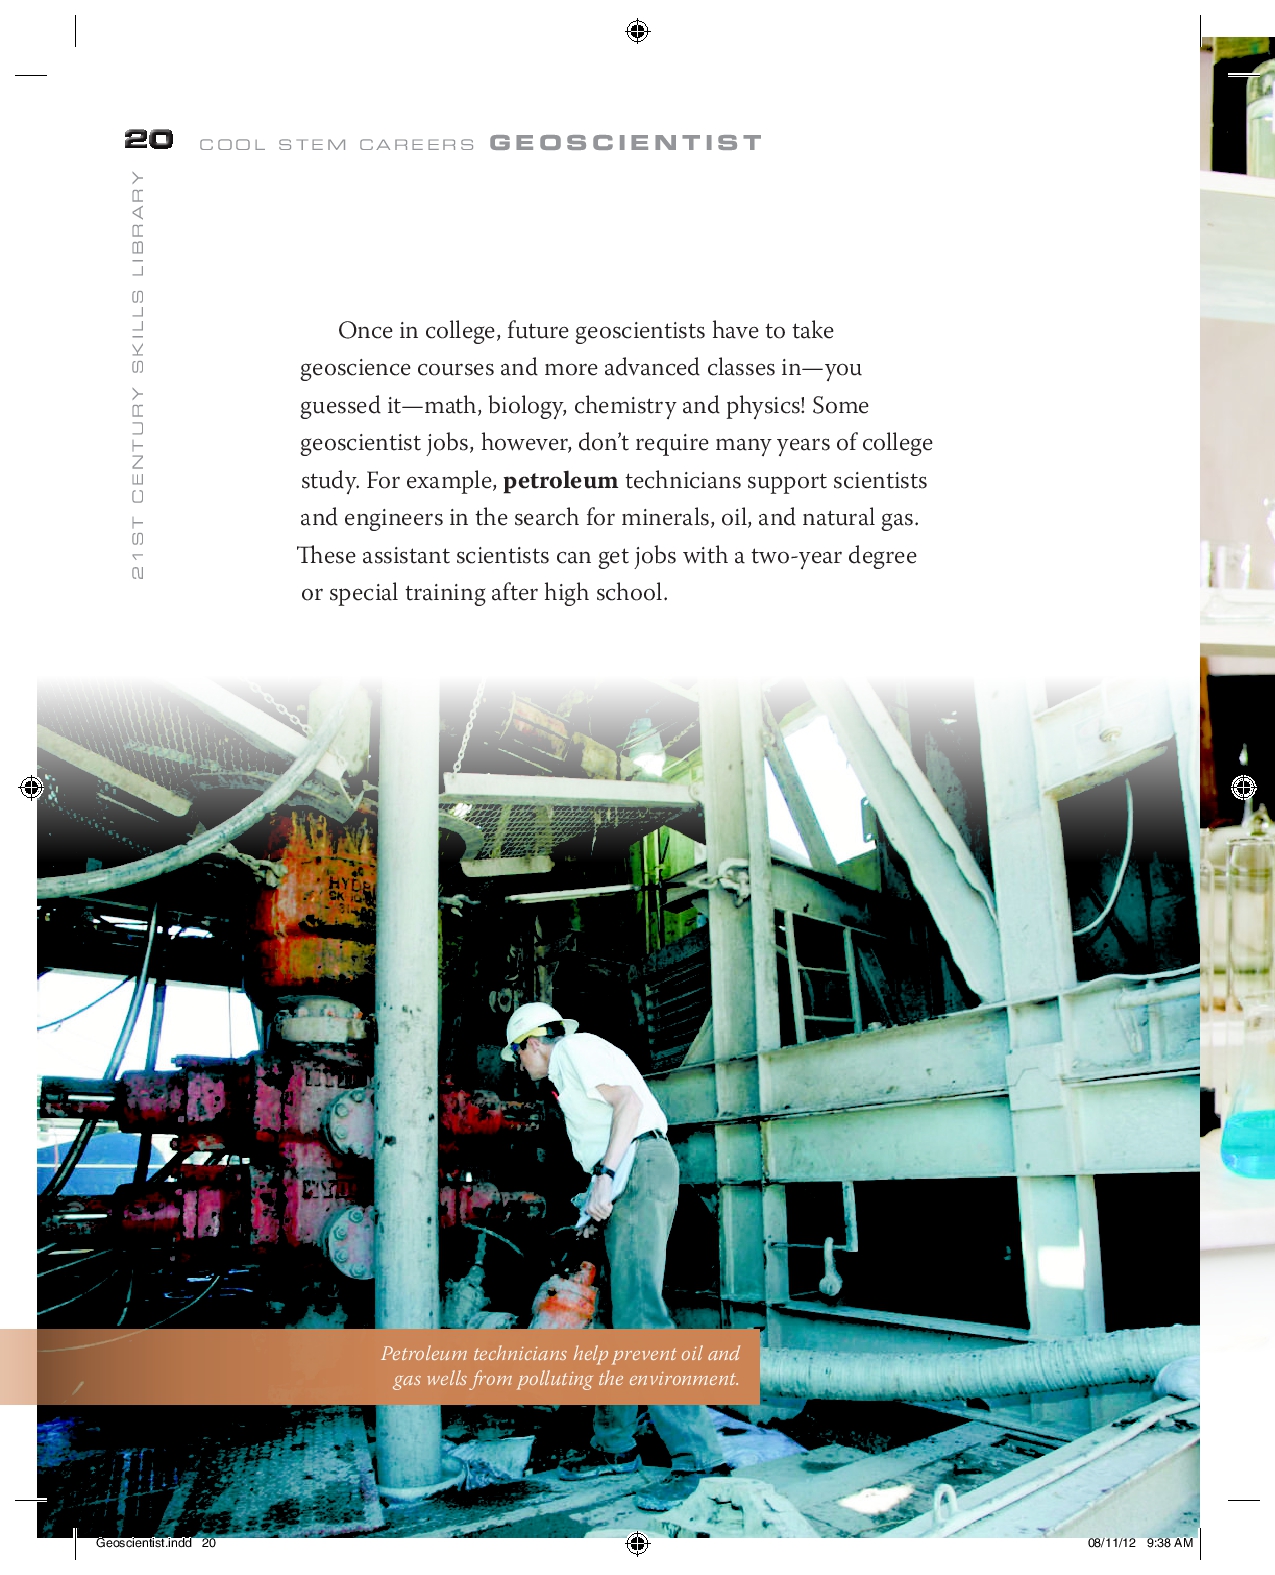 20 COOL STEM CAREERS GEOSCIENTIST
21ST CENTURY SKILLS LIBRARY
Once in college, future geoscientists have to take
geoscience courses and more advanced classes in—you
guessed it—math, biology, chemistry and physics! Some
geoscientist jobs, however, don't require many years of college
study. For example, petroleum technicians support scientists
and engineers in the search for minerals, oil, and natural gas.
These assistant scientists can get jobs with a two-year degree
or special training after high school.
Petroleum technicians help prevent oil and
gas wells from polluting the environment.
Geoscientist.indd 20
08/11/12 9:38 AM